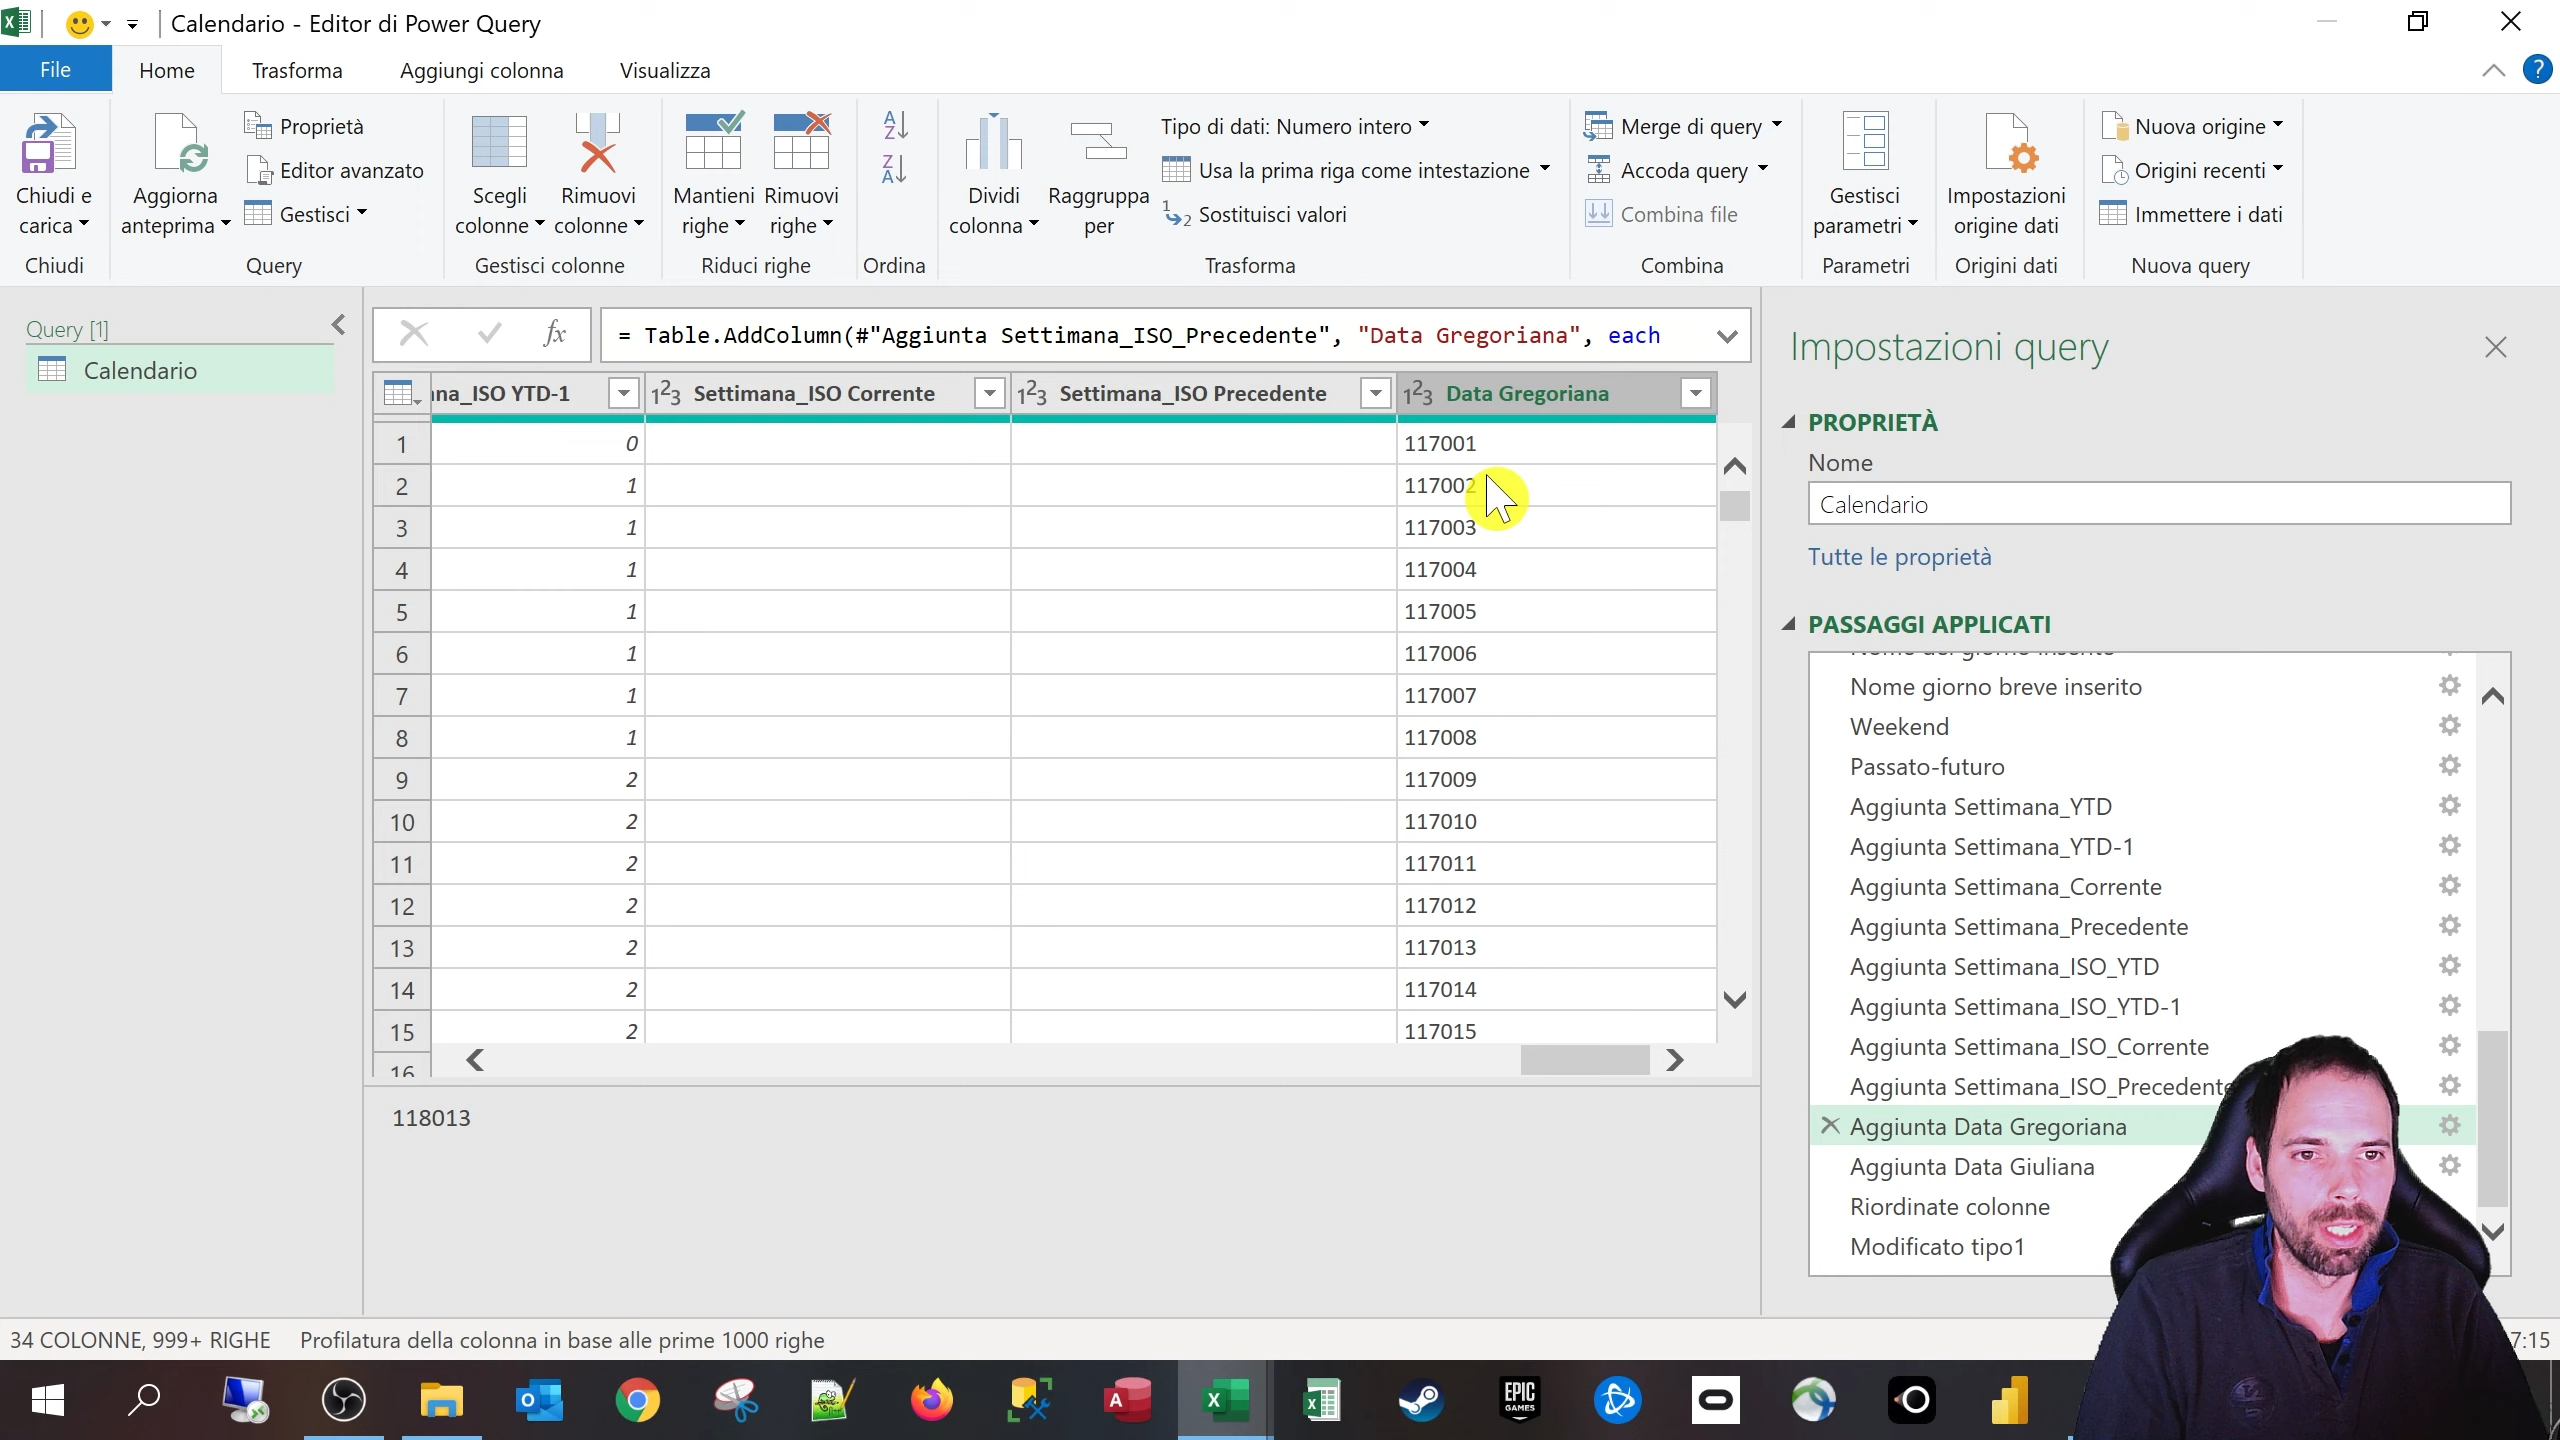 Calendario - Editor di Power Query
File
Home
Trasforma
Aggiungi colonna
Visualizza
?
Chiudi e carica
Chiudi
Aggiorna anteprima
Proprietà
Editor avanzato
Gestisci
Query
Scegli colonne
Rimuovi colonne
Gestisci colonne
Mantieni righe
Rimuovi righe
Riduci righe
Ordina
Dividi colonna
Raggruppa per
Tipo di dati: Numero intero
Usa la prima riga come intestazione
Sostituisci valori
Trasforma
Merge di query
Accoda query
Combina file
Combina
Gestisci parametri
Parametri
Impostazioni origine dati
Origini dati
Nuova origine
Origini recenti
Immettere i dati
Nuova query
Query [1]
Calendario
fx
= Table.AddColumn(#"Aggiunta Settimana_ISO_Precedente", "Data Gregoriana", each
na_ISO YTD-1
123 Settimana_ISO Corrente
123 Settimana_ISO Precedente
123 Data Gregoriana
1 0 117001
2 1 117002
3 1 117003
4 1 117004
5 1 117005
6 1 117006
7 1 117007
8 1 117008
9 2 117009
10 2 117010
11 2 117011
12 2 117012
13 2 117013
14 2 117014
15 2 117015
16
118013
Impostazioni query
PROPRIETÀ
Nome
Calendario
Tutte le proprietà
PASSAGGI APPLICATI
Nome giorno breve inserito
Weekend
Passato-futuro
Aggiunta Settimana_YTD
Aggiunta Settimana_YTD-1
Aggiunta Settimana_Corrente
Aggiunta Settimana_Precedente
Aggiunta Settimana_ISO_YTD
Aggiunta Settimana_ISO_YTD-1
Aggiunta Settimana_ISO_Corrente
Aggiunta Settimana_ISO_Precedente
Aggiunta Data Gregoriana
Aggiunta Data Giuliana
Riordinate colonne
Modificato tipo1
34 COLONNE, 999+ RIGHE
Profilatura della colonna in base alle prime 1000 righe
7:15
EPIC GAMES